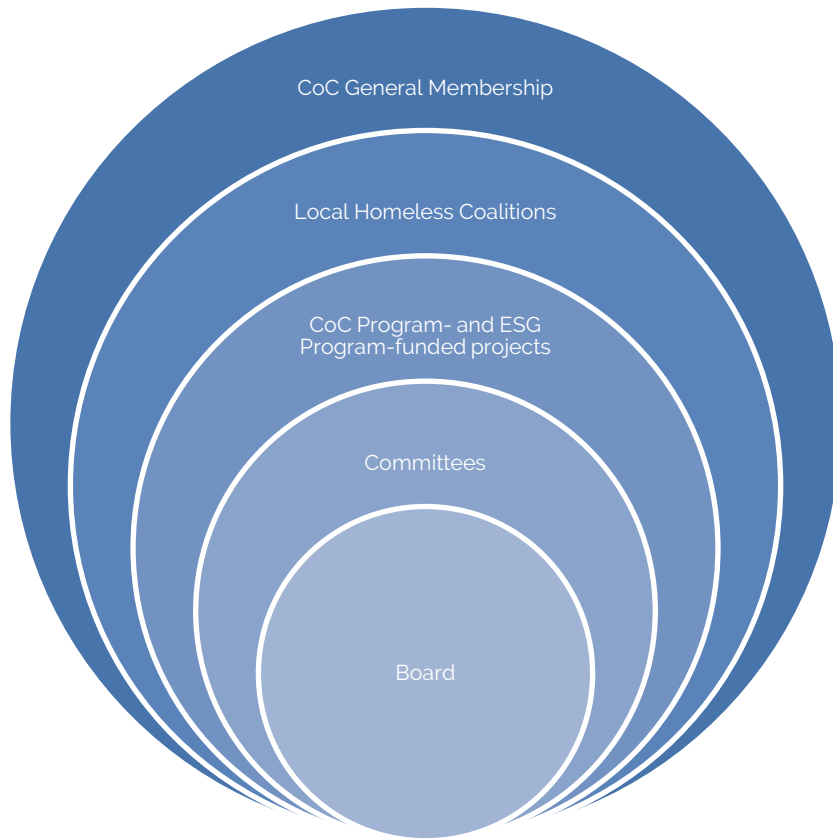 CoC General Membership
Local Homeless Coalitions
CoC Program- and ESG
Program-funded projects
Committees
Board